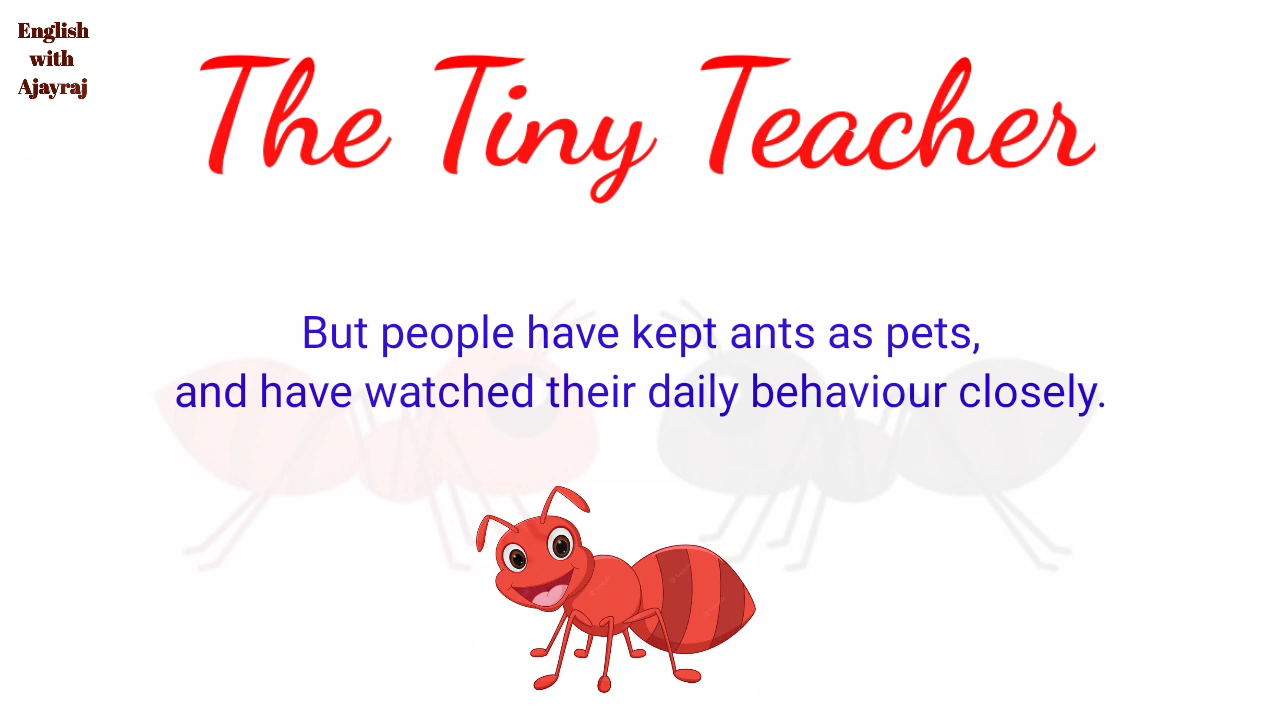 English
with
Ajayraj
The Tiny Teacher
But people have kept ants as pets,
and have watched their daily behaviour closely.